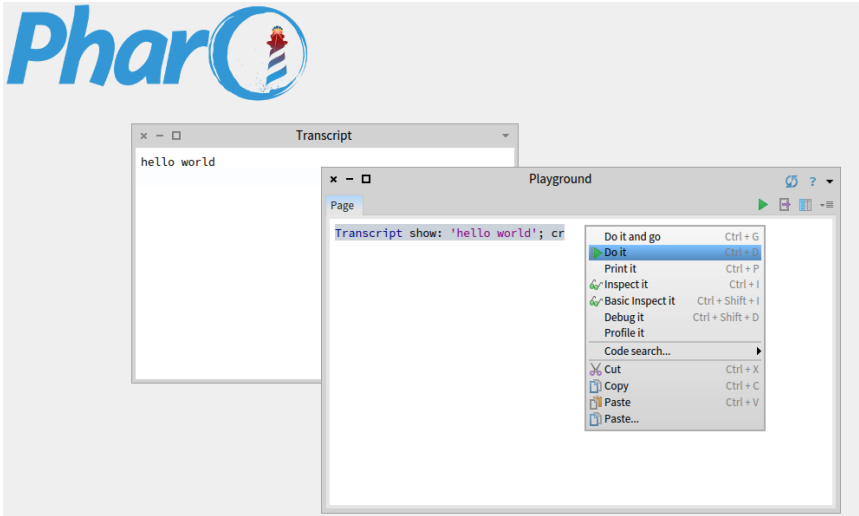 Pharo
Transcript
hello world
Playground
?
Page
Transcript show: 'hello world'; cr
Do it and go Ctrl + G
Do it Ctrl + D
Print it Ctrl + P
Inspect it Ctrl + I
Basic Inspect it Ctrl + Shift + I
Debug it Ctrl + Shift + D
Profile it
Code search...
Cut Ctrl + X
Copy Ctrl + C
Paste Ctrl + V
Paste...